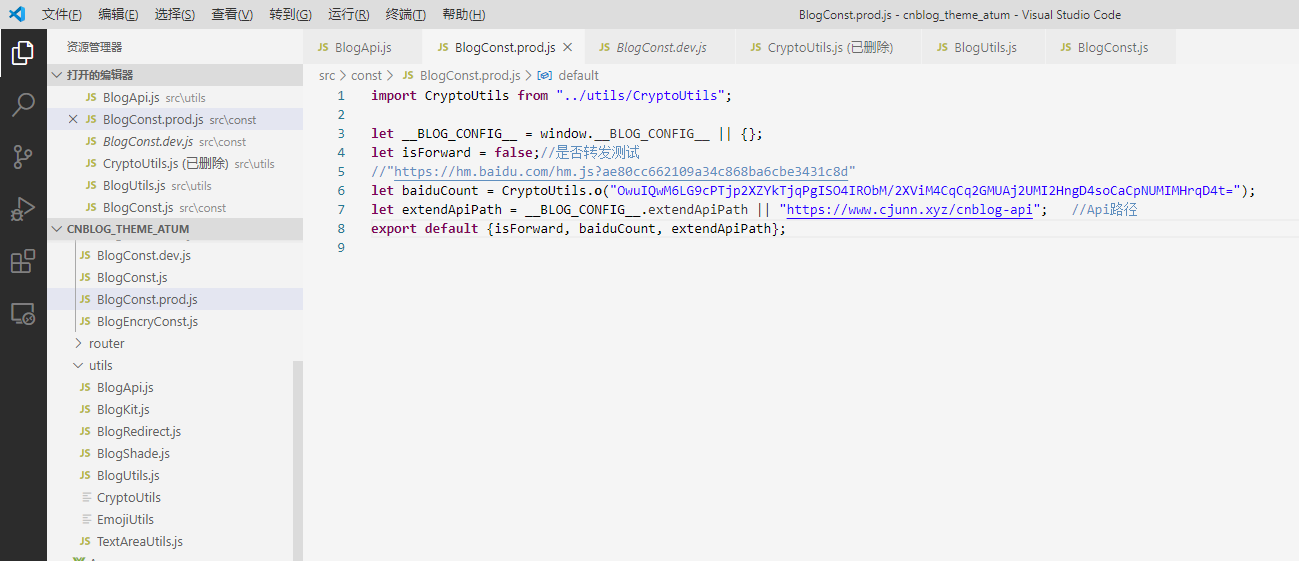 文件(F) 编辑(E) 选择(S) 查看(V) 转到(G) 运行(R) 终端(T) 帮助(H) BlogConst.prod.js - cnblog_theme_atum - Visual Studio Code
资源管理器
打开的编辑器
JS BlogApi.js src\utils
JS BlogConst.prod.js src\const
JS BlogConst.dev.js src\const
JS CryptoUtils.js (已删除) src\utils
JS BlogUtils.js src\utils
JS BlogConst.js src\const
CNBLOG_THEME_ATUM
JS BlogConst.dev.js
JS BlogConst.js
JS BlogConst.prod.js
JS BlogEncryConst.js
router
utils
JS BlogApi.js
JS BlogKit.js
JS BlogRedirect.js
JS BlogShade.js
JS BlogUtils.js
CryptoUtils
EmojiUtils
JS TextAreaUtils.js
JS BlogApi.js JS BlogConst.prod.js JS BlogConst.dev.js JS CryptoUtils.js (已删除) JS BlogUtils.js JS BlogConst.js
src > const > JS BlogConst.prod.js > default
1 import CryptoUtils from "../utils/CryptoUtils";
2
3 let __BLOG_CONFIG__ = window.__BLOG_CONFIG__ || {};
4 let isForward = false;//是否转发测试
5 //"https://hm.baidu.com/hm.js?ae80cc662109a34c868ba6cbe3431c8d"
6 let baiduCount = CryptoUtils.o("OwuIQwM6LG9cPTjp2XZYkTjqPgISO4IRObM/2XViM4CqCq2GMUAj2UMI2HngD4soCaCpNUMIMHrqD4t=");
7 let extendApiPath = __BLOG_CONFIG__.extendApiPath || "https://www.cjunn.xyz/cnblog-api"; //Api路径
8 export default {isForward, baiduCount, extendApiPath};
9